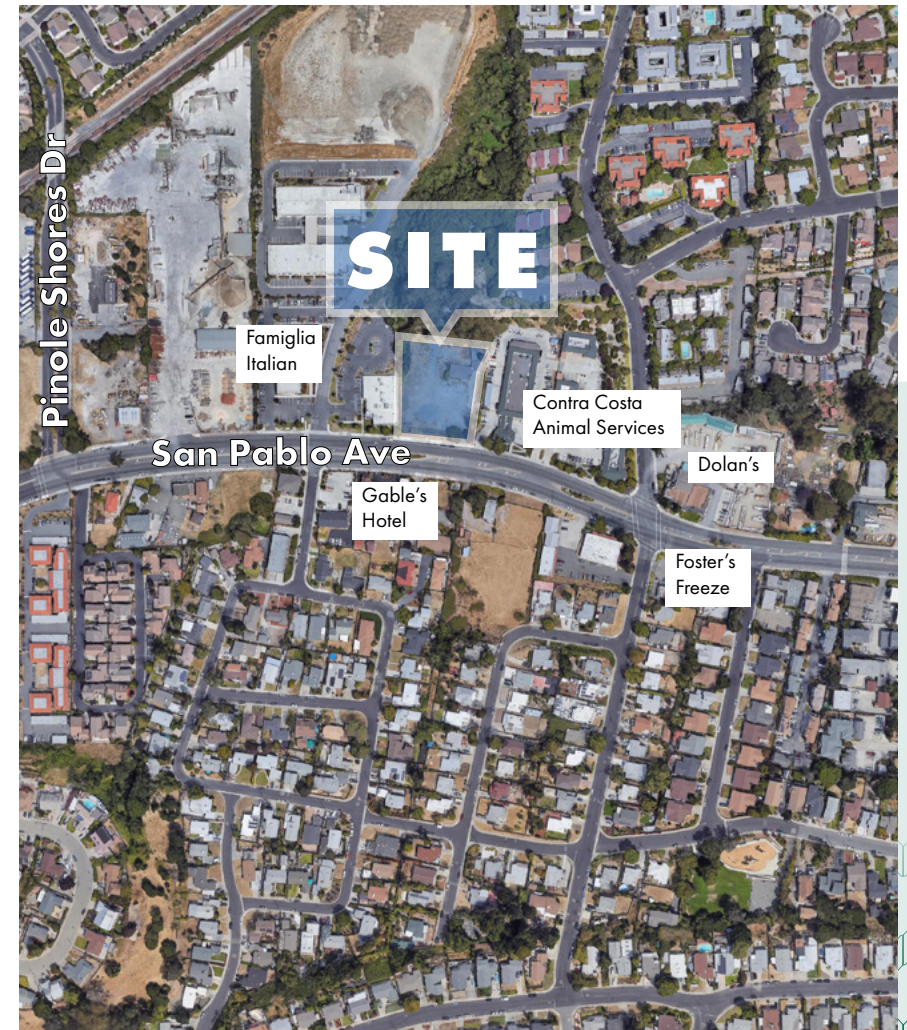 Pinole Shores Dr
SITE
Famiglia
Italian
Contra Costa
Animal Services
San Pablo Ave
Dolan's
Gable's
Hotel
Foster's
Freeze